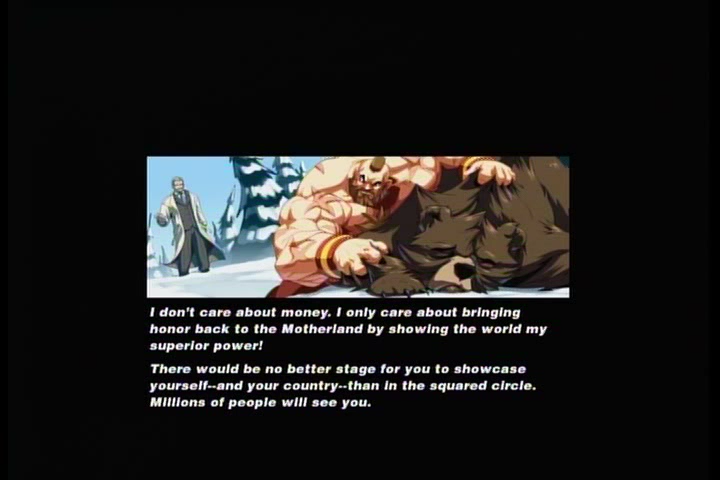 I don't care about money. I only care about bringing
honor back to the Motherland by showing the world my
superior power!
There would be no better stage for you to showcase
yourself--and your country--than in the squared circle.
Millions of people will see you.